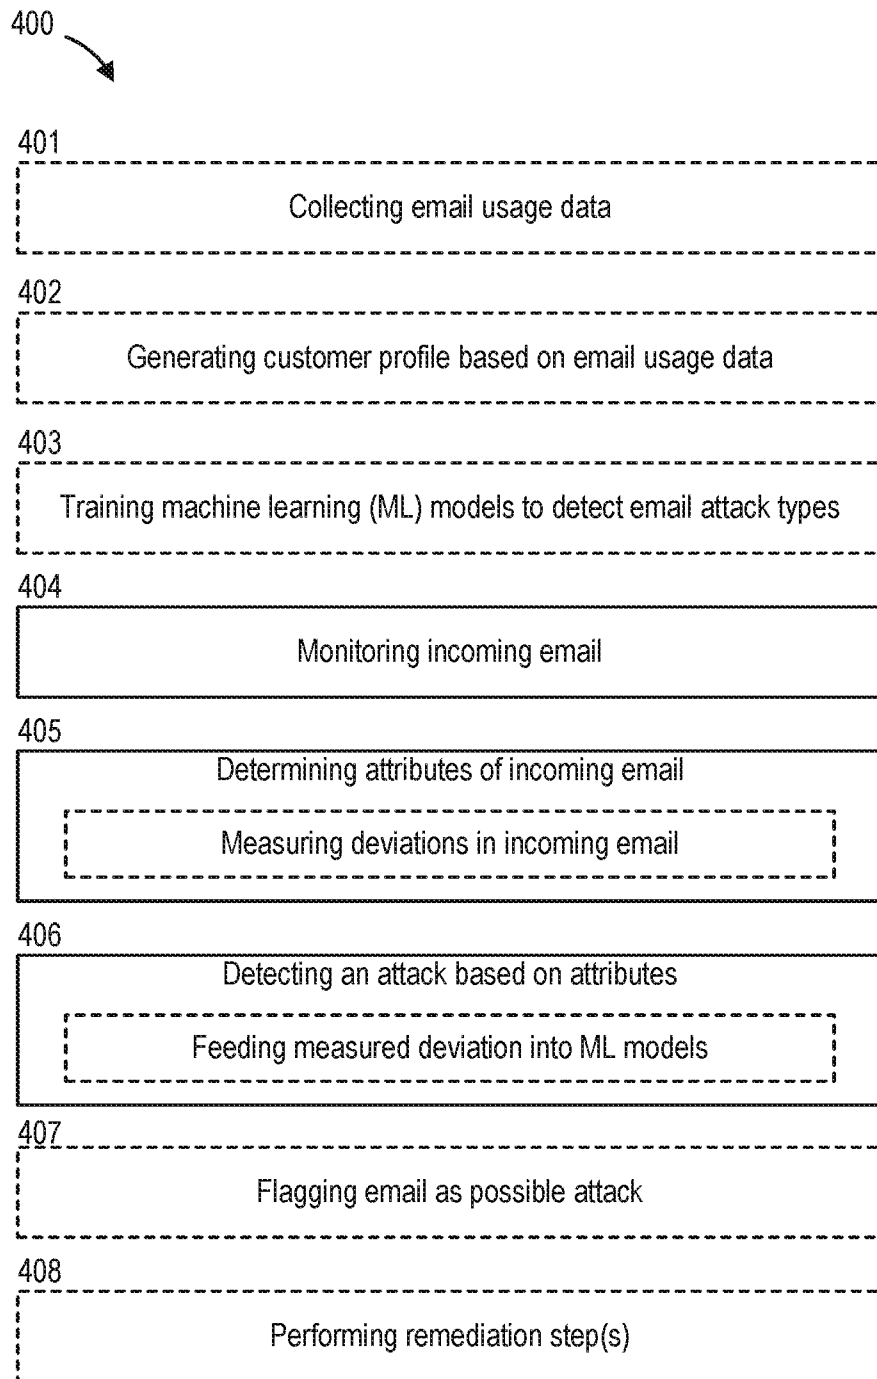 400
401
Collecting email usage data
402
Generating customer profile based on email usage data
403
Training machine learning (ML) models to detect email attack types
404
Monitoring incoming email
405
Determining attributes of incoming email
Measuring deviations in incoming email
406
Detecting an attack based on attributes
Feeding measured deviation into ML models
407
Flagging email as possible attack
408
Performing remediation step(s)